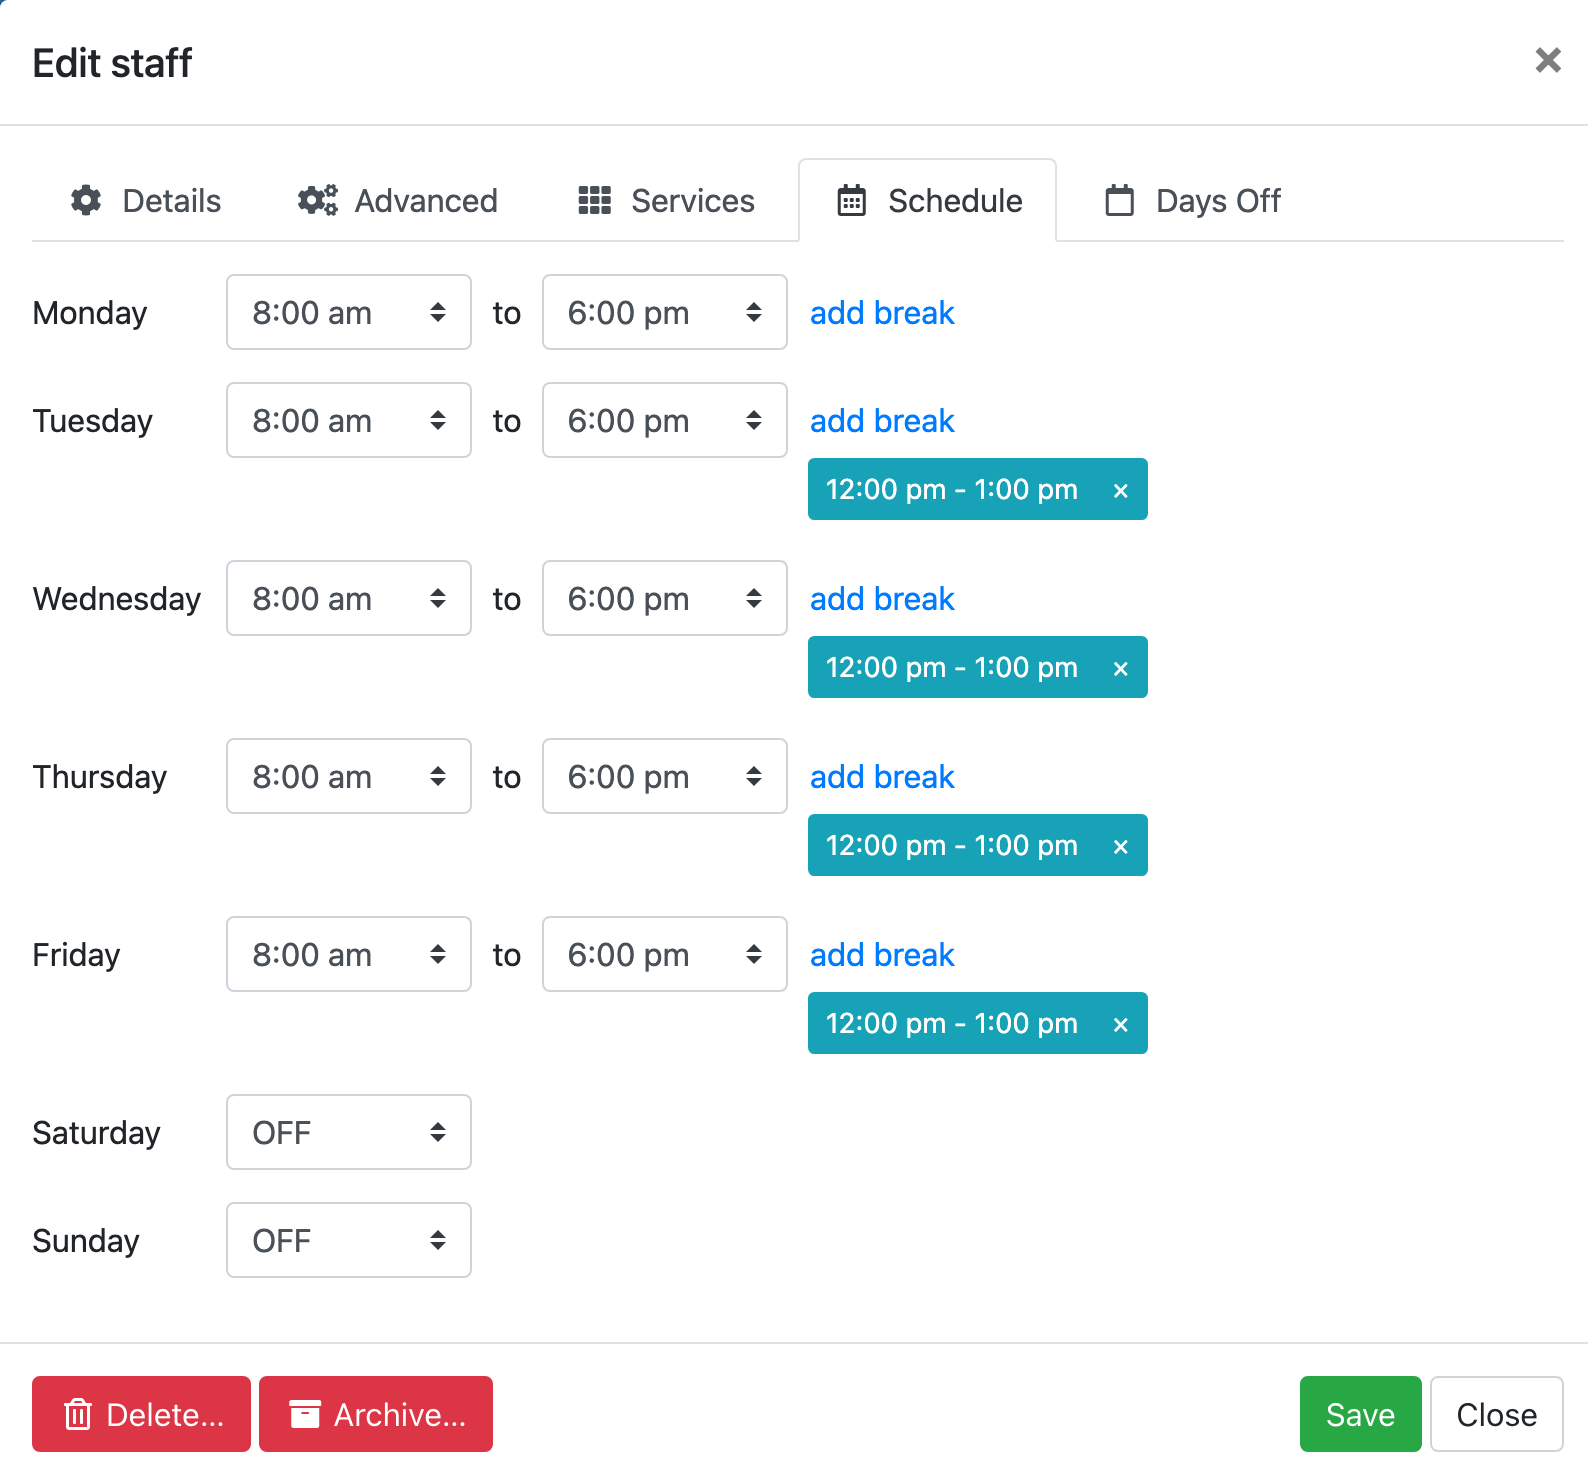 Edit staff ×
Details Advanced Services Schedule Days Off
Monday 8:00 am to 6:00 pm add break
Tuesday 8:00 am to 6:00 pm add break
12:00 pm - 1:00 pm ×
Wednesday 8:00 am to 6:00 pm add break
12:00 pm - 1:00 pm ×
Thursday 8:00 am to 6:00 pm add break
12:00 pm - 1:00 pm ×
Friday 8:00 am to 6:00 pm add break
12:00 pm - 1:00 pm ×
Saturday OFF
Sunday OFF
Delete... Archive... Save Close